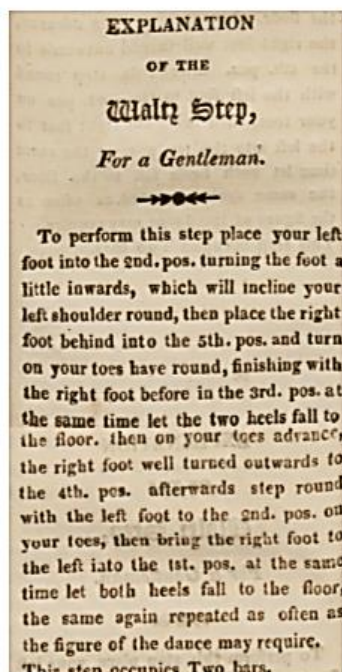 EXPLANATION
OF THE
Waltz Step,
For a Gentleman.
To perform this step place your left
foot into the 2nd. pos. turning the foot a
little inwards, which will incline your
left shoulder round, then place the right
foot behind into the 5th. pos. and turn
on your toes have round, finishing with
the right foot before in the 3rd. pos. at
the same time let the two heels fall to
the floor. then on your toes advance,
the right foot well turned outwards to
the 4th. pos. afterwards step round
with the left foot to the 2nd. pos. on
your toes, then bring the right foot to
the left into the 1st. pos. at the same
time let both heels fall to the floor,
the same again repeated as often as
the figure of the dance may require.
This step occupies Two bars.